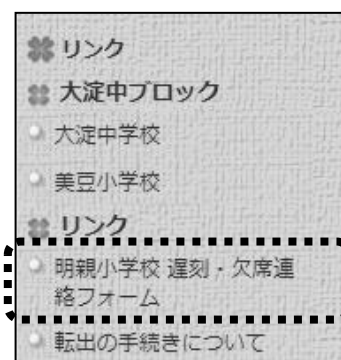 リンク
大淀中ブロック
大淀中学校
美豆小学校
リンク
明親小学校 遅刻・欠席連
絡フォーム
転出の手続きについて